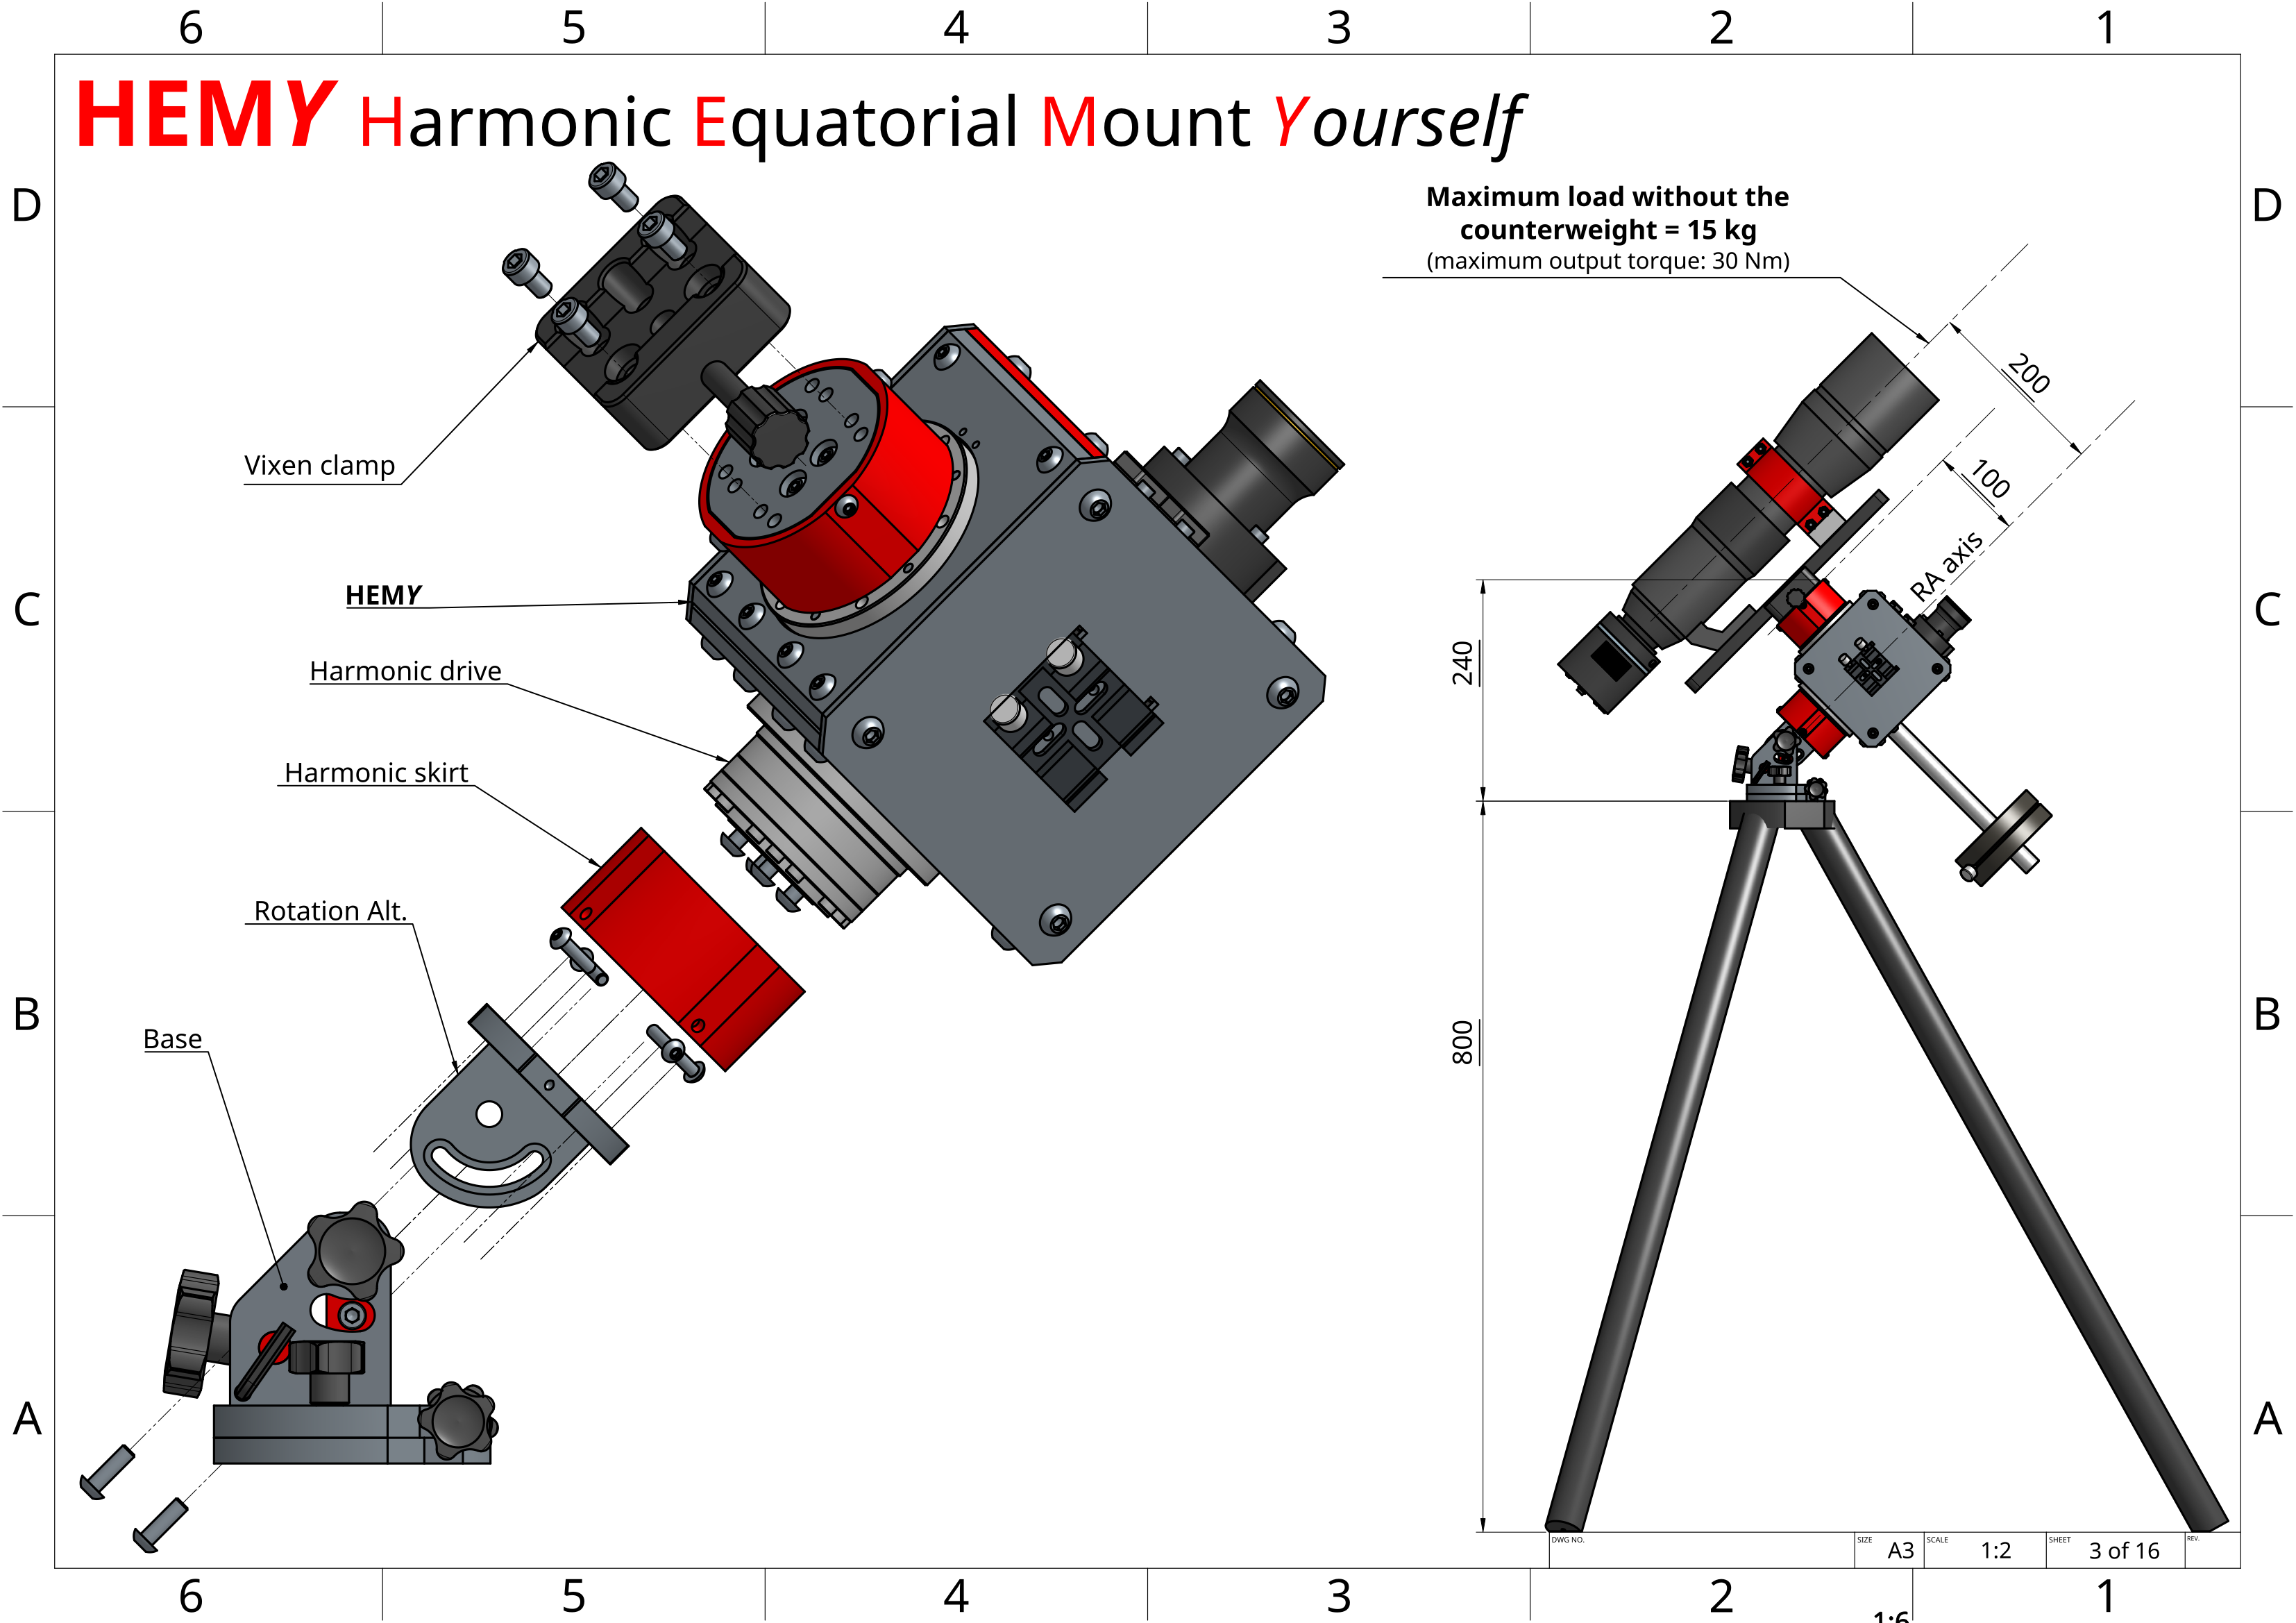 6 5 4 3 2 1
HEMY Harmonic Equatorial Mount Yourself
D D
Maximum load without the
counterweight = 15 kg
(maximum output torque: 30 Nm)
200
Vixen clamp
100
RA axis
C C
HEMY
240
Harmonic drive
Harmonic skirt
Rotation Alt.
B B
Base
800
A A
DWG NO. SIZE A3 SCALE 1:2 SHEET 3 of 16 REV.
6 5 4 3 2 1
1:6